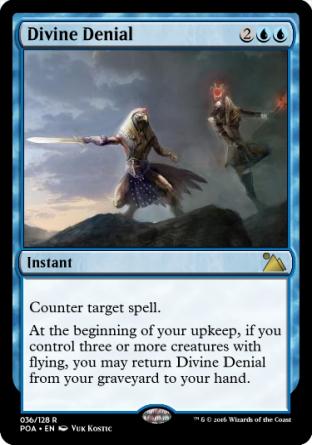 Divine Denial 2
Instant
Counter target spell.
At the beginning of your upkeep, if you
control three or more creatures with
flying, you may return Divine Denial
from your graveyard to your hand.
036/128 R
POA • EN Yuk Kostic ™ & © 2016 Wizards of the Coast